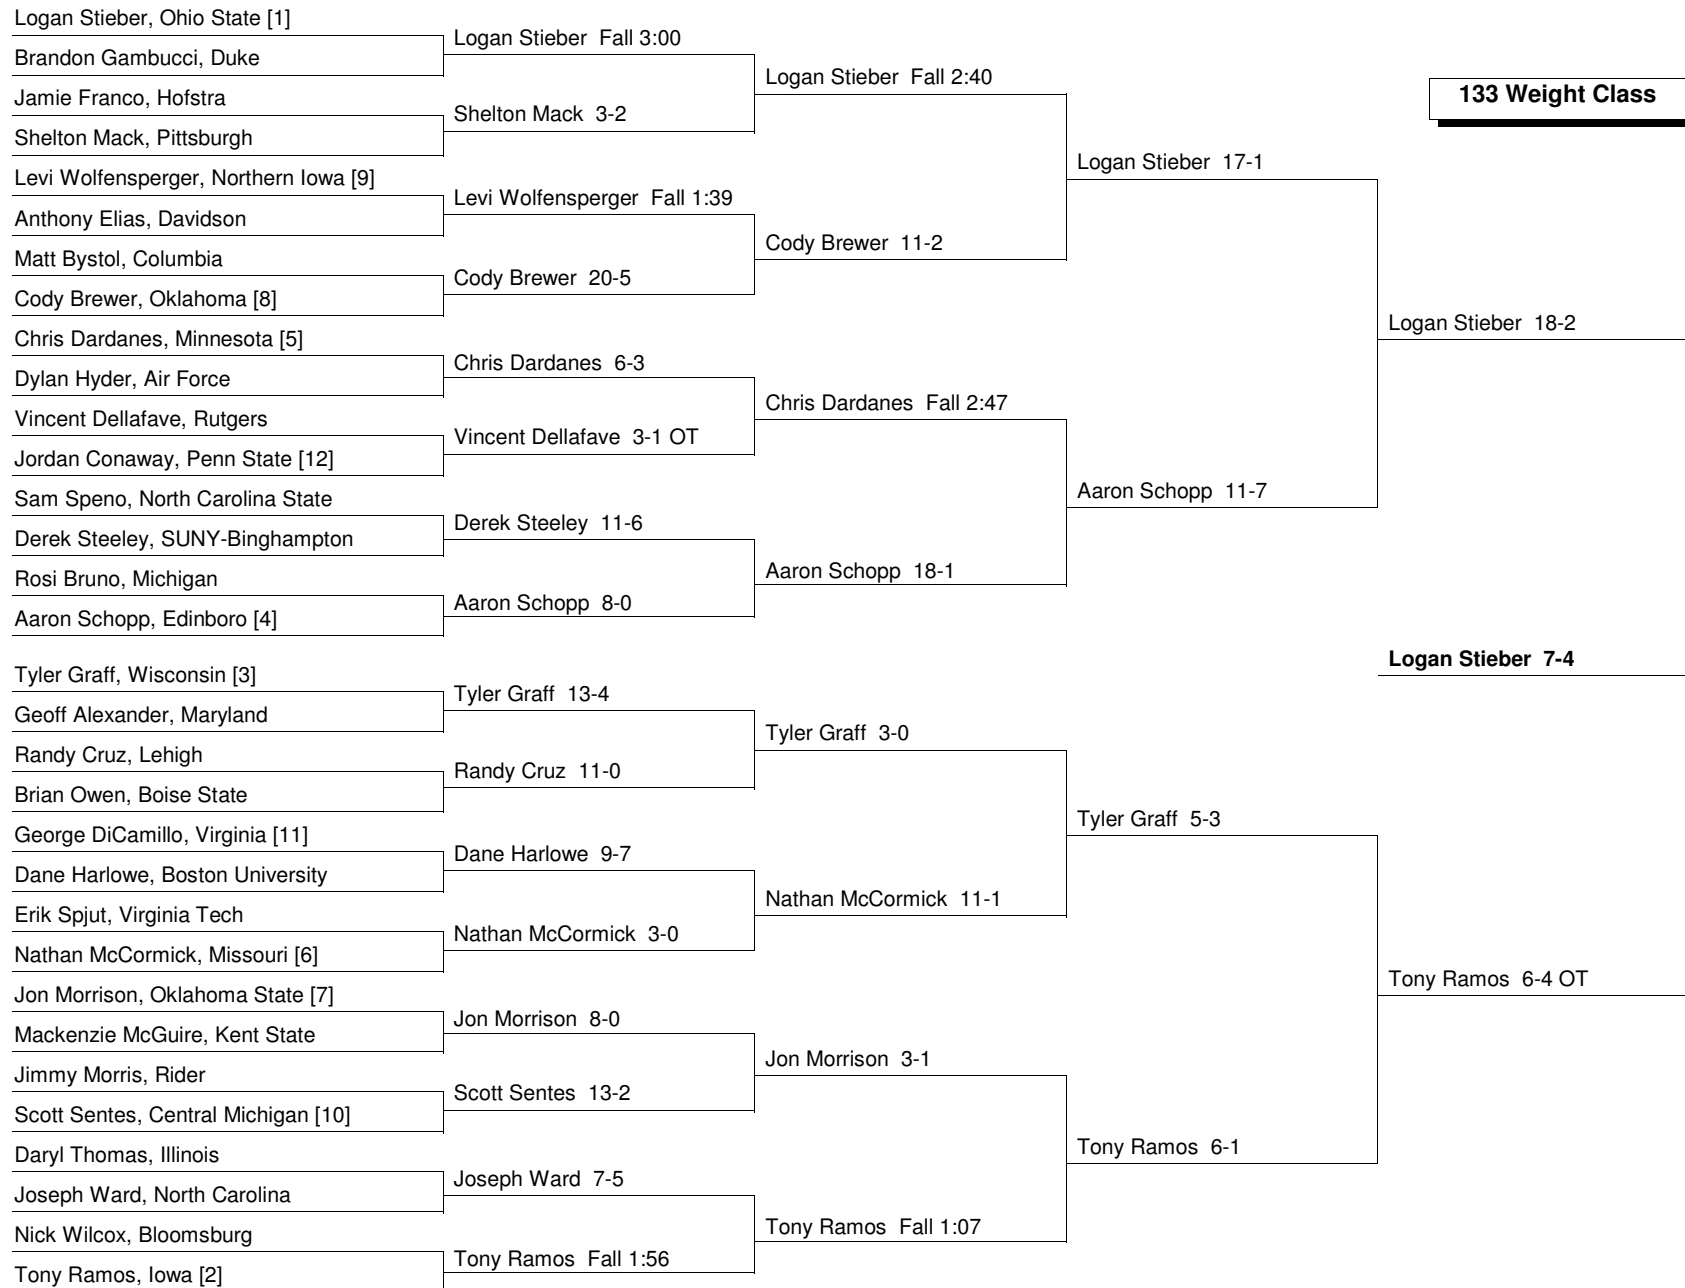 Logan Stieber, Ohio State [1]
Brandon Gambucci, Duke
Jamie Franco, Hofstra
Shelton Mack, Pittsburgh
Levi Wolfensperger, Northern Iowa [9]
Anthony Elias, Davidson
Matt Bystol, Columbia
Cody Brewer, Oklahoma [8]
Chris Dardanes, Minnesota [5]
Dylan Hyder, Air Force
Vincent Dellafave, Rutgers
Jordan Conaway, Penn State [12]
Sam Speno, North Carolina State
Derek Steeley, SUNY-Binghampton
Rosi Bruno, Michigan
Aaron Schopp, Edinboro [4]
Tyler Graff, Wisconsin [3]
Geoff Alexander, Maryland
Randy Cruz, Lehigh
Brian Owen, Boise State
George DiCamillo, Virginia [11]
Dane Harlowe, Boston University
Erik Spjut, Virginia Tech
Nathan McCormick, Missouri [6]
Jon Morrison, Oklahoma State [7]
Mackenzie McGuire, Kent State
Jimmy Morris, Rider
Scott Sentes, Central Michigan [10]
Daryl Thomas, Illinois
Joseph Ward, North Carolina
Nick Wilcox, Bloomsburg
Tony Ramos, Iowa [2]
Logan Stieber Fall 3:00
Shelton Mack 3-2
Levi Wolfensperger Fall 1:39
Cody Brewer 20-5
Chris Dardanes 6-3
Vincent Dellafave 3-1 OT
Derek Steeley 11-6
Aaron Schopp 8-0
Tyler Graff 13-4
Randy Cruz 11-0
Dane Harlowe 9-7
Nathan McCormick 3-0
Jon Morrison 8-0
Scott Sentes 13-2
Joseph Ward 7-5
Tony Ramos Fall 1:56
Logan Stieber Fall 2:40
Cody Brewer 11-2
Chris Dardanes Fall 2:47
Aaron Schopp 18-1
Tyler Graff 3-0
Nathan McCormick 11-1
Jon Morrison 3-1
Tony Ramos Fall 1:07
Logan Stieber 17-1
Aaron Schopp 11-7
Tyler Graff 5-3
Tony Ramos 6-1
133 Weight Class
Logan Stieber 18-2
Logan Stieber 7-4
Tony Ramos 6-4 OT